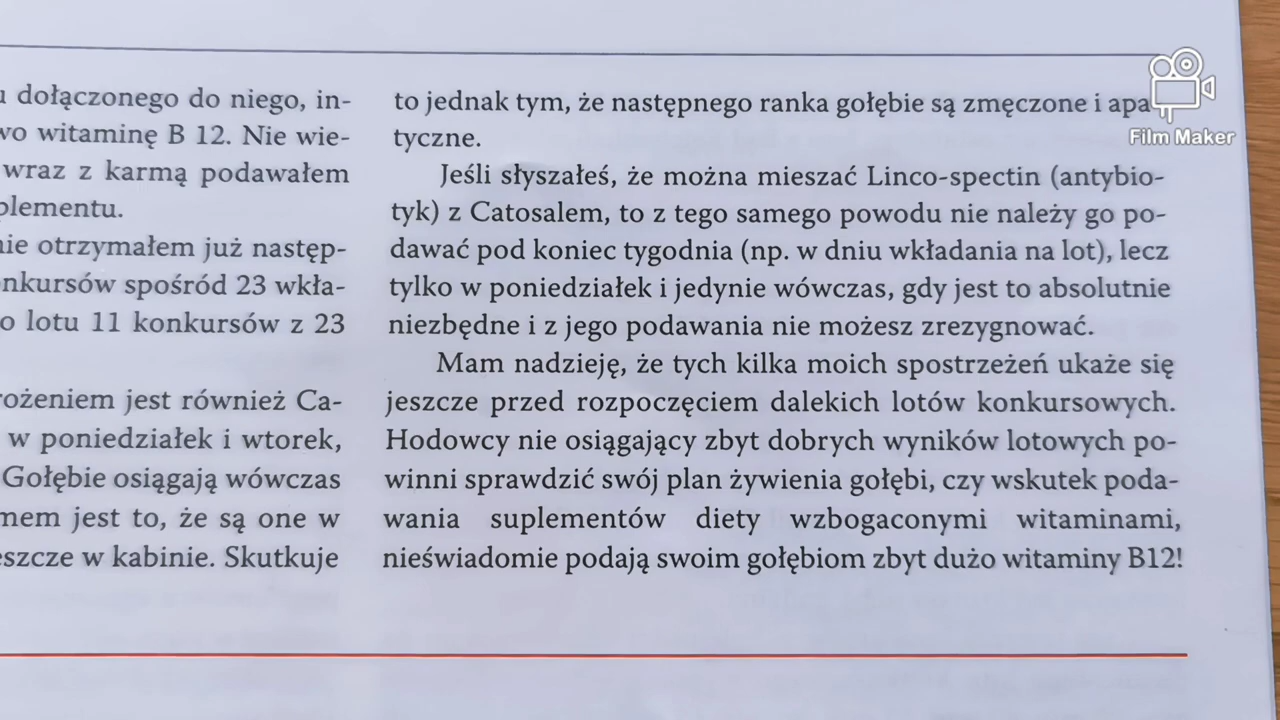 dołączonego do niego, in-
witaminę B 12. Nie wie-
wraz z karmą podawałem
otrzymałem już następ-
spośród 23 wkła-
lotu 11 konkursów z 23
jest również Ca-
w poniedziałek i wtorek,
Gołębie osiągają wówczas
jest to, że są one w
w kabinie. Skutkuje
to jednak tym, że następnego ranka gołębie są zmęczone i apa
tyczne.
Jeśli słyszałeś, że można mieszać Linco-spectin (antybio-
tyk) z Catosalem, to z tego samego powodu nie należy go po-
dawać pod koniec tygodnia (np. w dniu wkładania na lot), lecz
tylko w poniedziałek i jedynie wówczas, gdy jest to absolutnie
niezbędne i z jego podawania nie możesz zrezygnować.
Mam nadzieję, że tych kilka moich spostrzeżeń ukaże się
jeszcze przed rozpoczęciem dalekich lotów konkursowych.
Hodowcy nie osiągający zbyt dobrych wyników lotowych po-
winni sprawdzić swój plan żywienia gołębi, czy wskutek poda-
wania suplementów diety wzbogaconymi witaminami,
nieświadomie podają swoim gołębiom zbyt dużo witaminy B12!
Film Maker